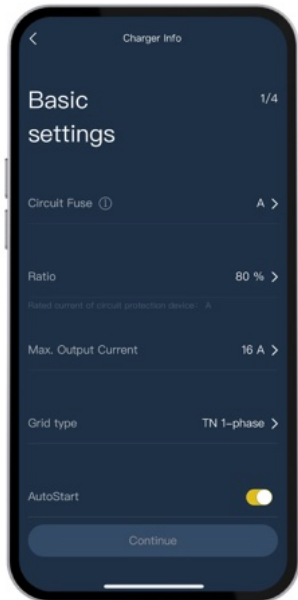 Charger Info
Basic 1/4
settings
Circuit Fuse ⓘ A
Ratio 80 %
Rated current of circuit protection device: A
Max. Output Current 16 A
Grid type TN 1-phase
AutoStart
Continue